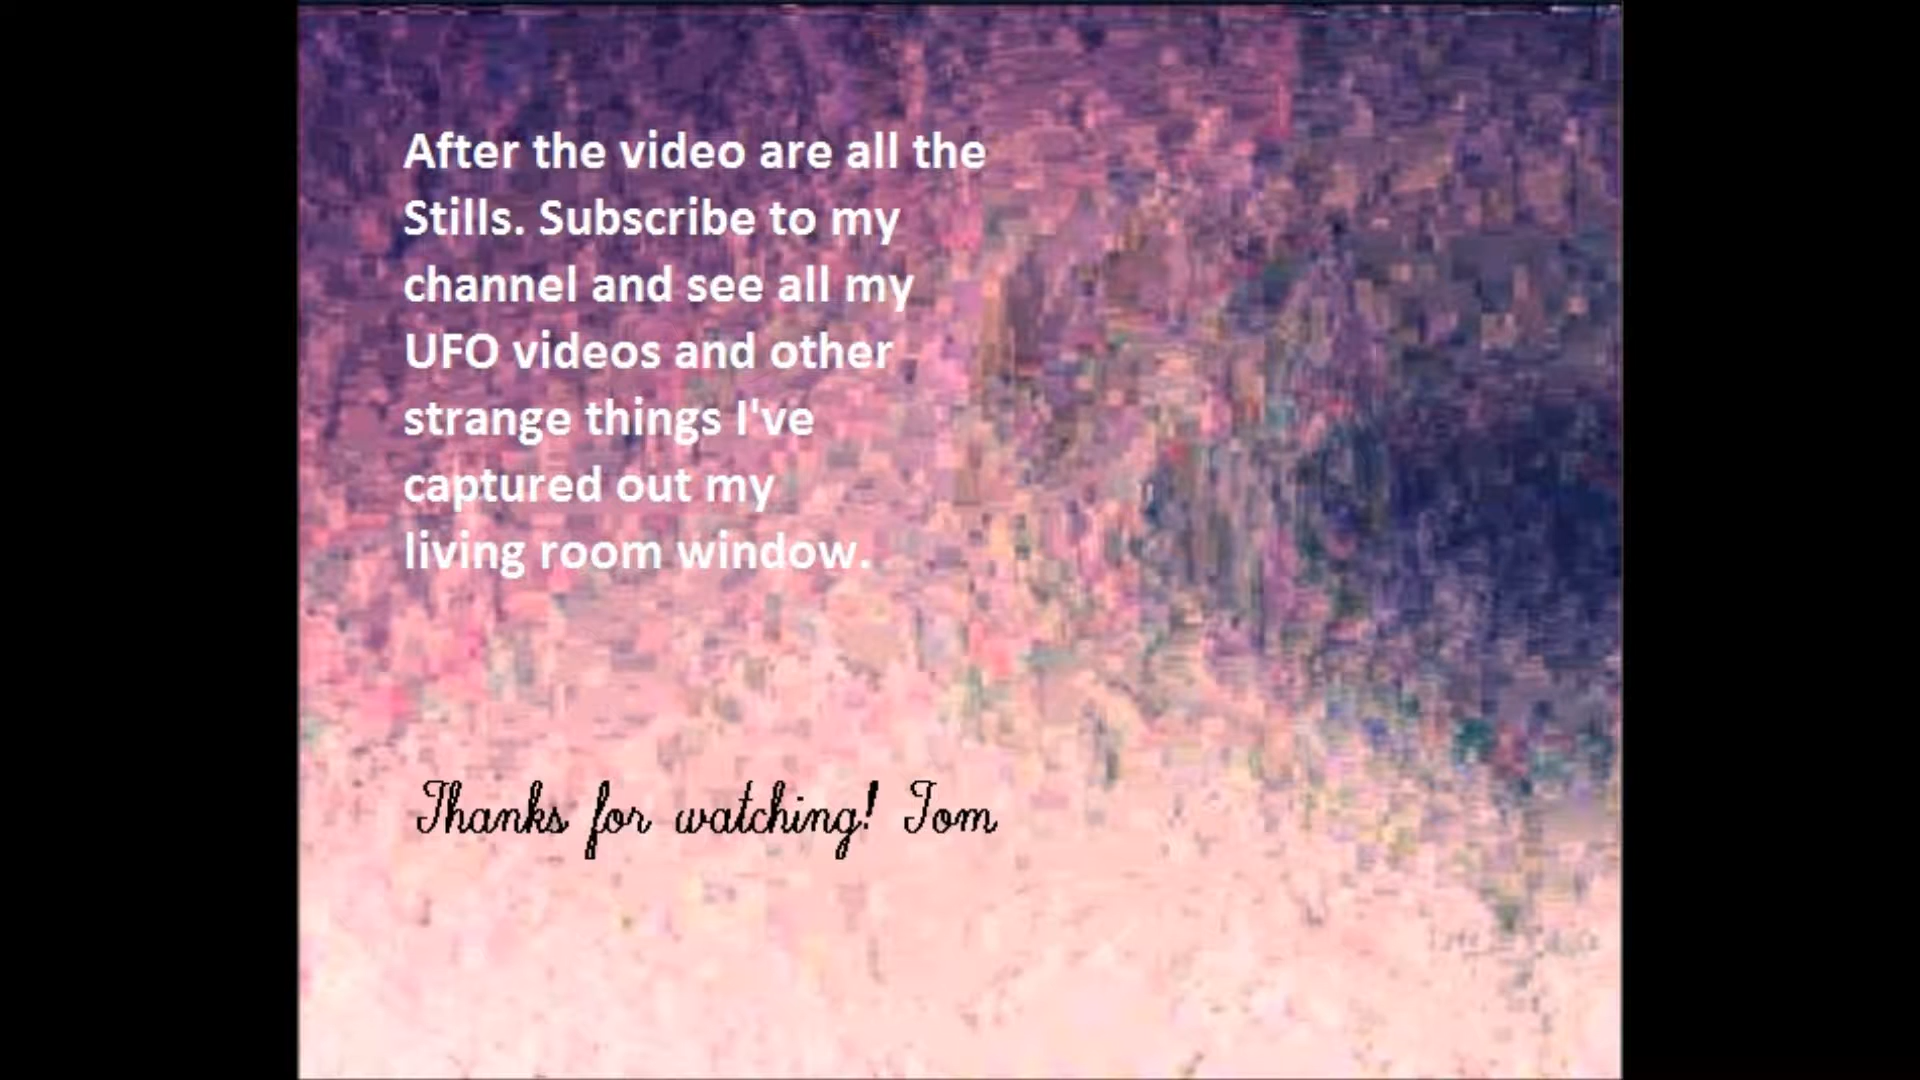 After the video are all the
Stills. Subscribe to my
channel and see all my
UFO videos and other
strange things I've
captured out my
living room window.
Thanks for watching! Tom